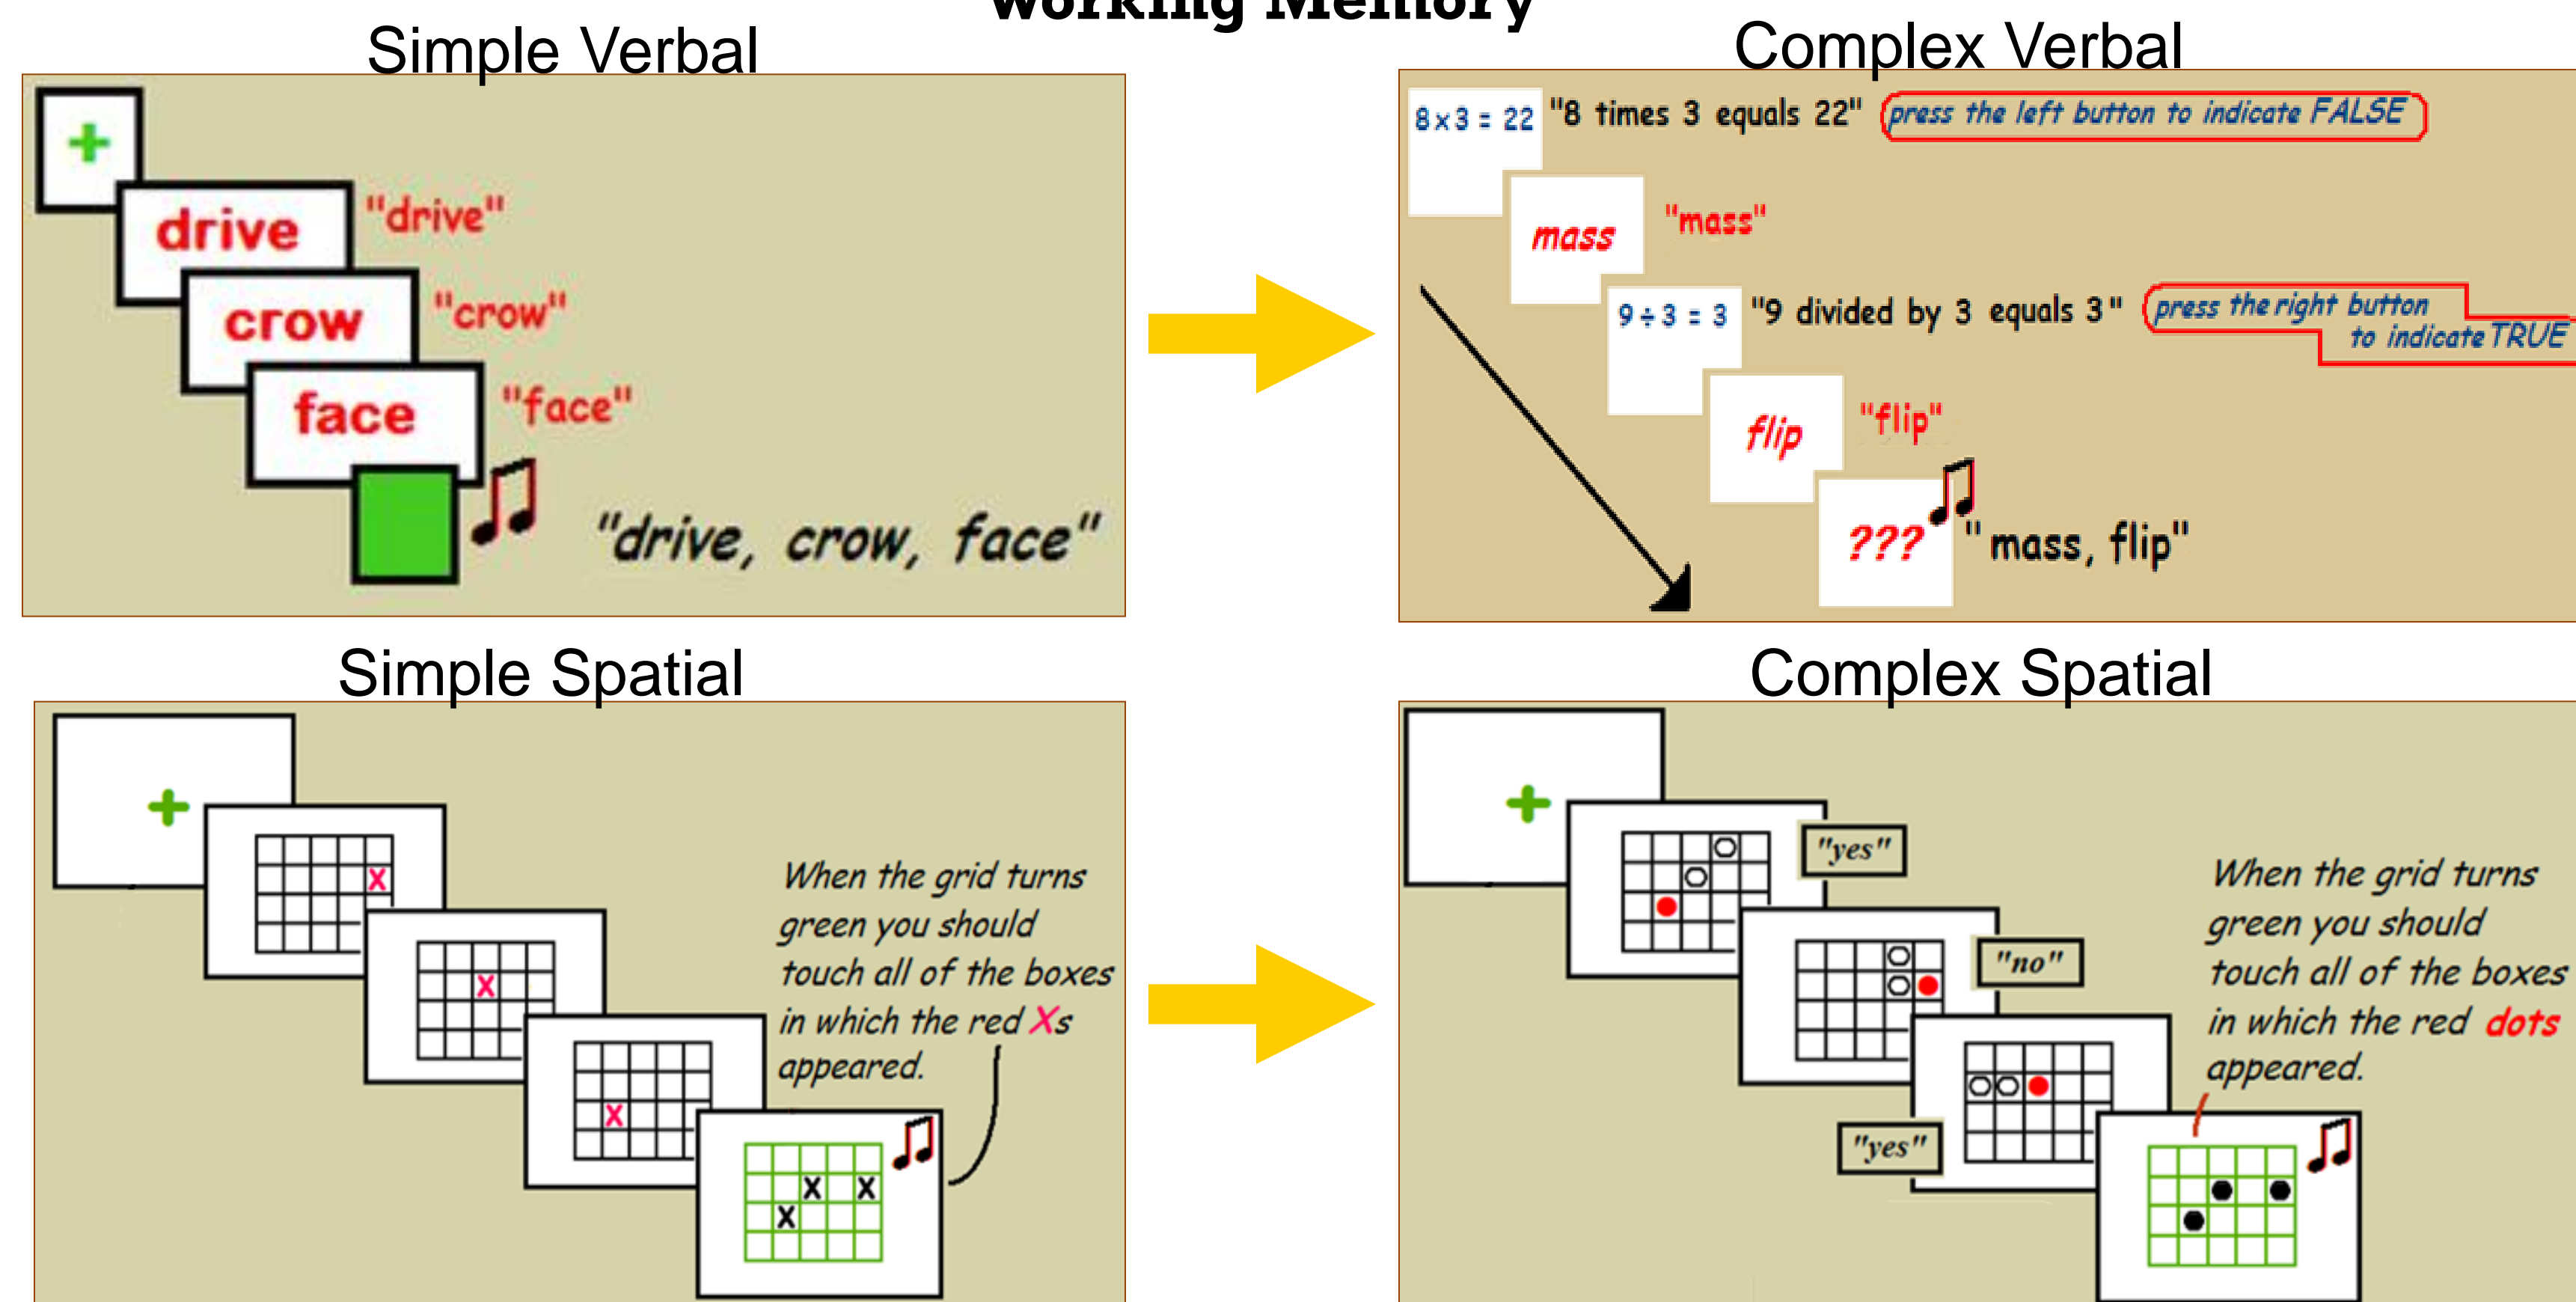 Working Memory
Simple Verbal
Complex Verbal
+
drive "drive"
crow "crow"
face "face"
"drive, crow, face"
8x3 = 22 "8 times 3 equals 22" press the left button to indicate FALSE
mass "mass"
9÷3 = 3 "9 divided by 3 equals 3" press the right button
to indicate TRUE
flip "flip"
??? "mass, flip"
Simple Spatial
Complex Spatial
+
X
X
X
When the grid turns
green you should
touch all of the boxes
in which the red Xs
appeared.
X X
X
+
"yes"
"no"
"yes"
When the grid turns
green you should
touch all of the boxes
in which the red dots
appeared.